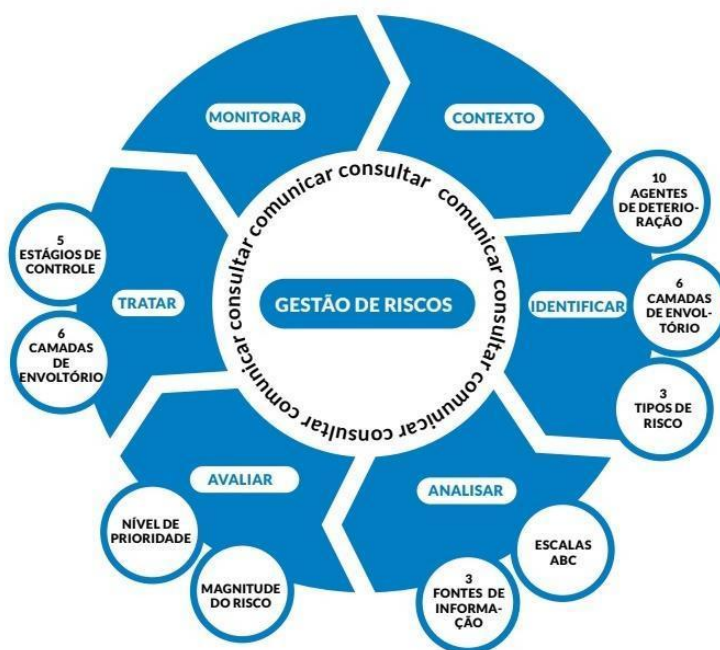 MONITORAR
CONTEXTO
10
AGENTES
DE DETERIO-
RAÇÃO
5
ESTÁGIOS DE
CONTROLE
comunicar consultar comunicar consultar comunicar consultar comunicar consultar comunicar consultar
GESTÃO DE RISCOS
TRATAR
IDENTIFICAR
6
CAMADAS
DE ENVOL-
TÓRIO
6
CAMADAS
DE
ENVOLTÓRIO
3
TIPOS DE
RISCO
AVALIAR
ANALISAR
NÍVEL DE
PRIORIDADE
ESCALAS
ABC
MAGNITUDE
DO RISCO
3
FONTES DE
INFORMA-
ÇÃO